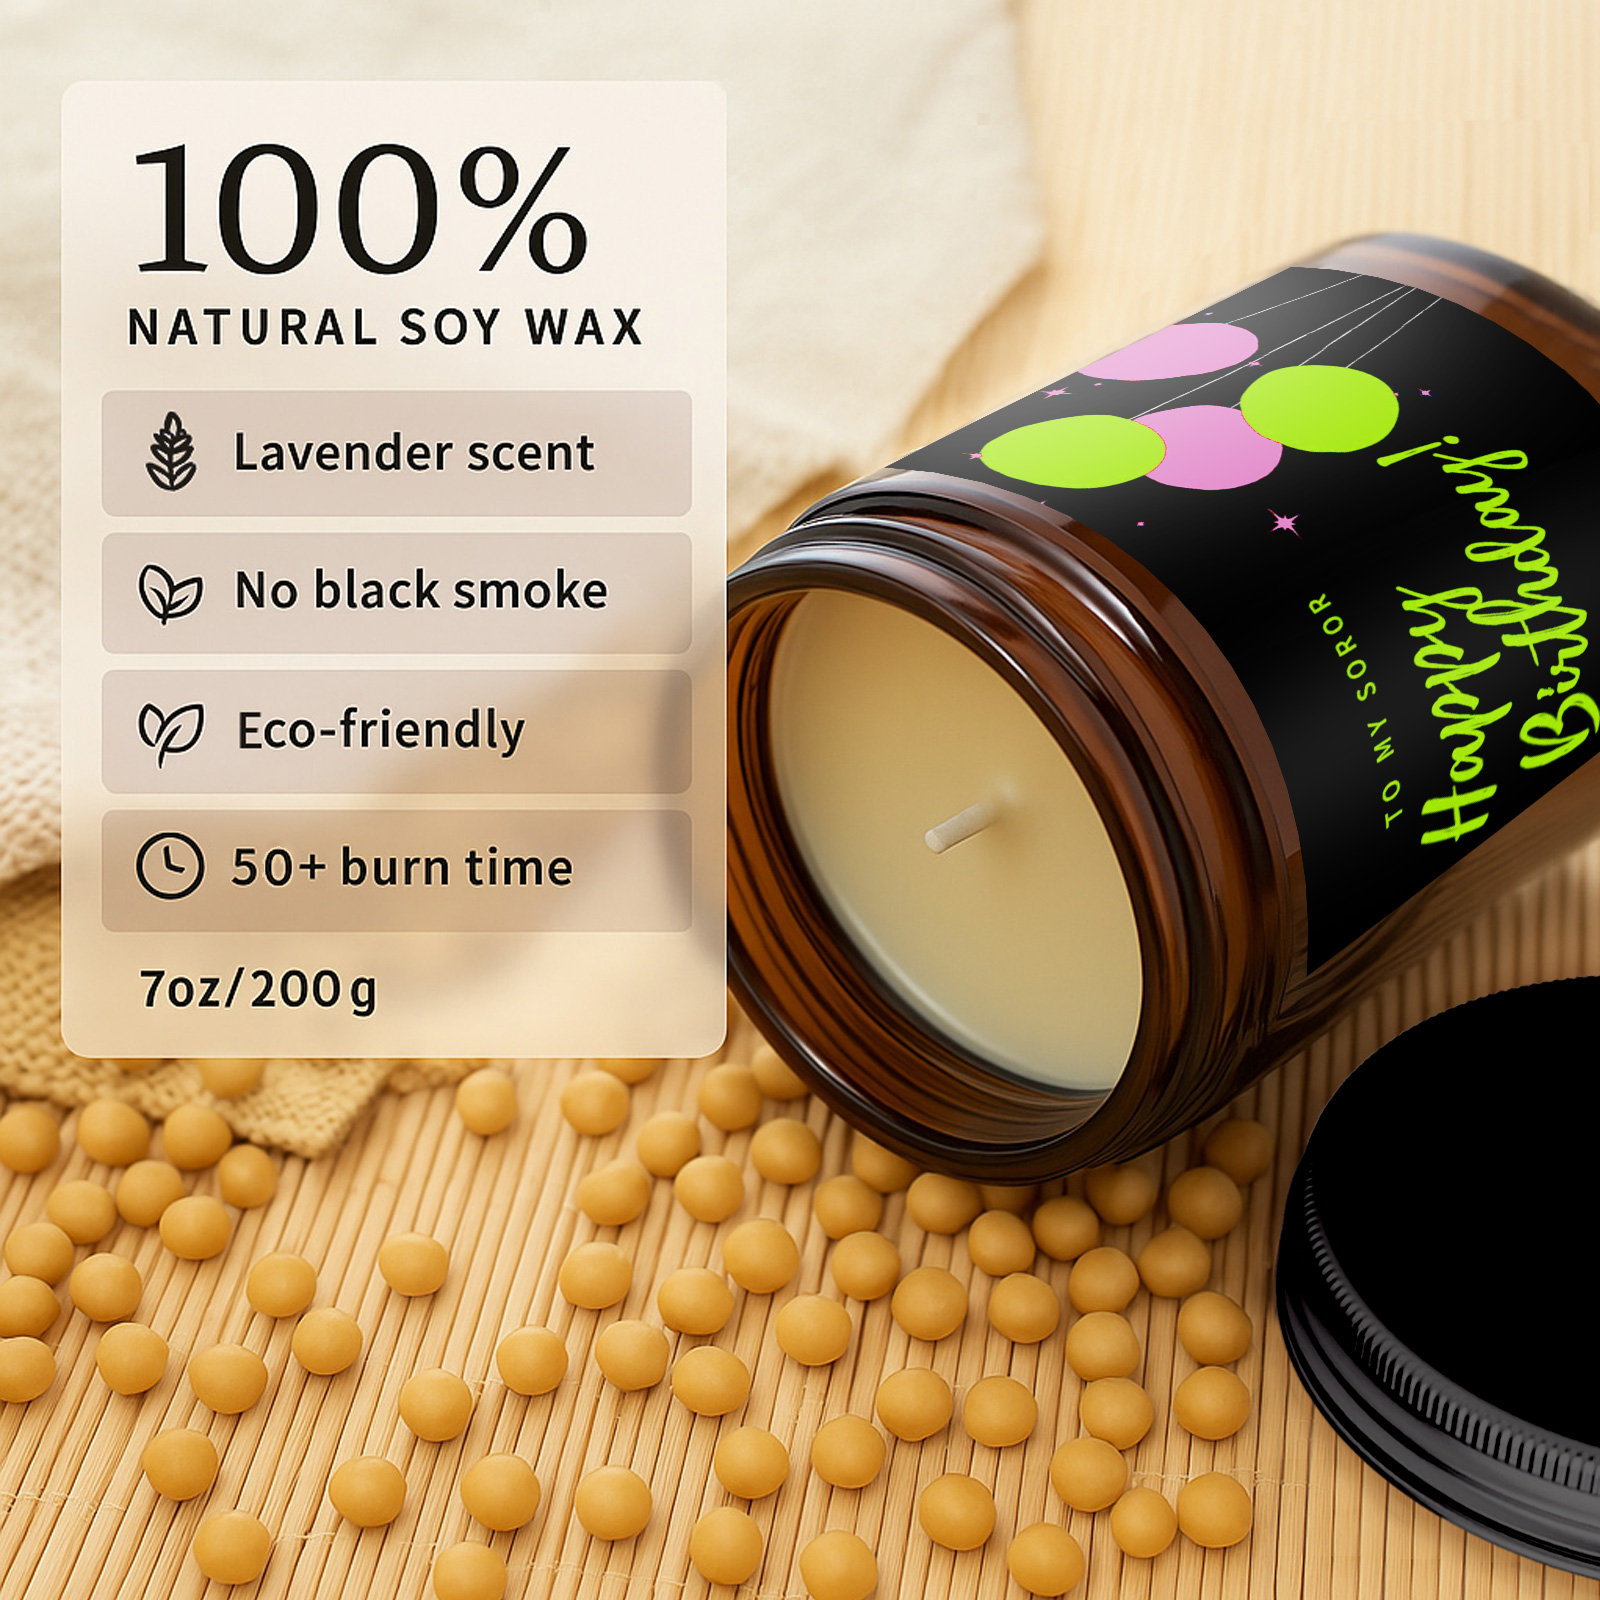 100%
NATURAL SOY WAX
Lavender scent
No black smoke
Eco-friendly
50+ burn time
7oz/200g
TO MY SOROR
Happy
Birthday!